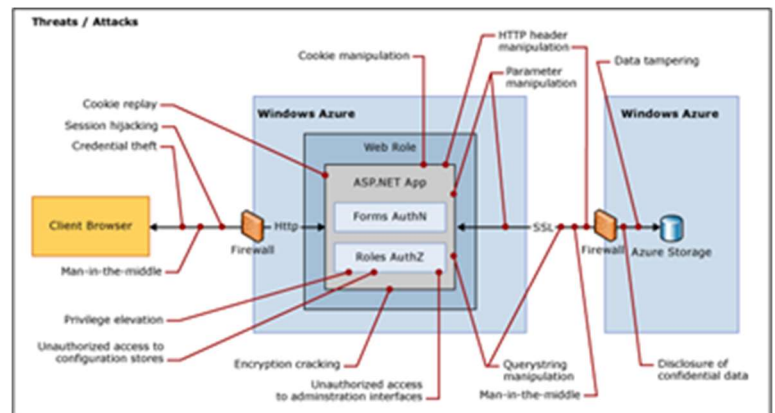 Threats / Attacks
HTTP header
manipulation
Cookie manipulation
Data tampering
Parameter
manipulation
Cookie replay
Windows Azure
Windows Azure
Session hijacking
Web Role
Credential theft
ASP.NET App
Forms AuthN
Client Browser
Http
SSL
Firewall
Firewall
Azure Storage
Roles AuthZ
Man-in-the-middle
Privilege elevation
Unauthorized access to
configuration stores
Encryption cracking
Querystring
manipulation
Disclosure of
confidential data
Unauthorized access
to adminstration interfaces
Man-in-the-middle